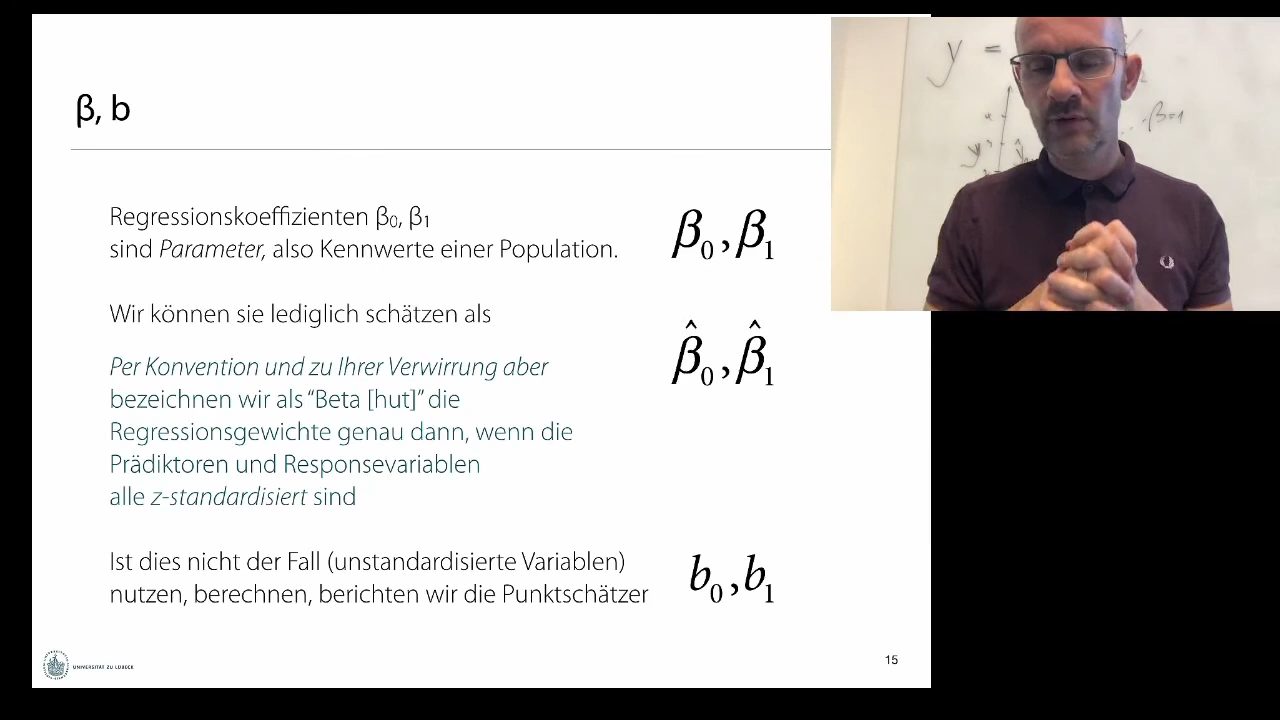 β, b
Regressionskoeffizienten β₀, β₁
sind Parameter, also Kennwerte einer Population.
β₀, β₁
Wir können sie lediglich schätzen als
β̂₀, β̂₁
Per Konvention und zu Ihrer Verwirrung aber
bezeichnen wir als “Beta [hut]” die
Regressionsgewichte genau dann, wenn die
Prädiktoren und Responsevariablen
alle z-standardisiert sind
Ist dies nicht der Fall (unstandardisierte Variablen)
nutzen, berechnen, berichten wir die Punktschätzer
b₀, b₁
UNIVERSITÄT ZU LÜBECK
15
y =
β=1
y